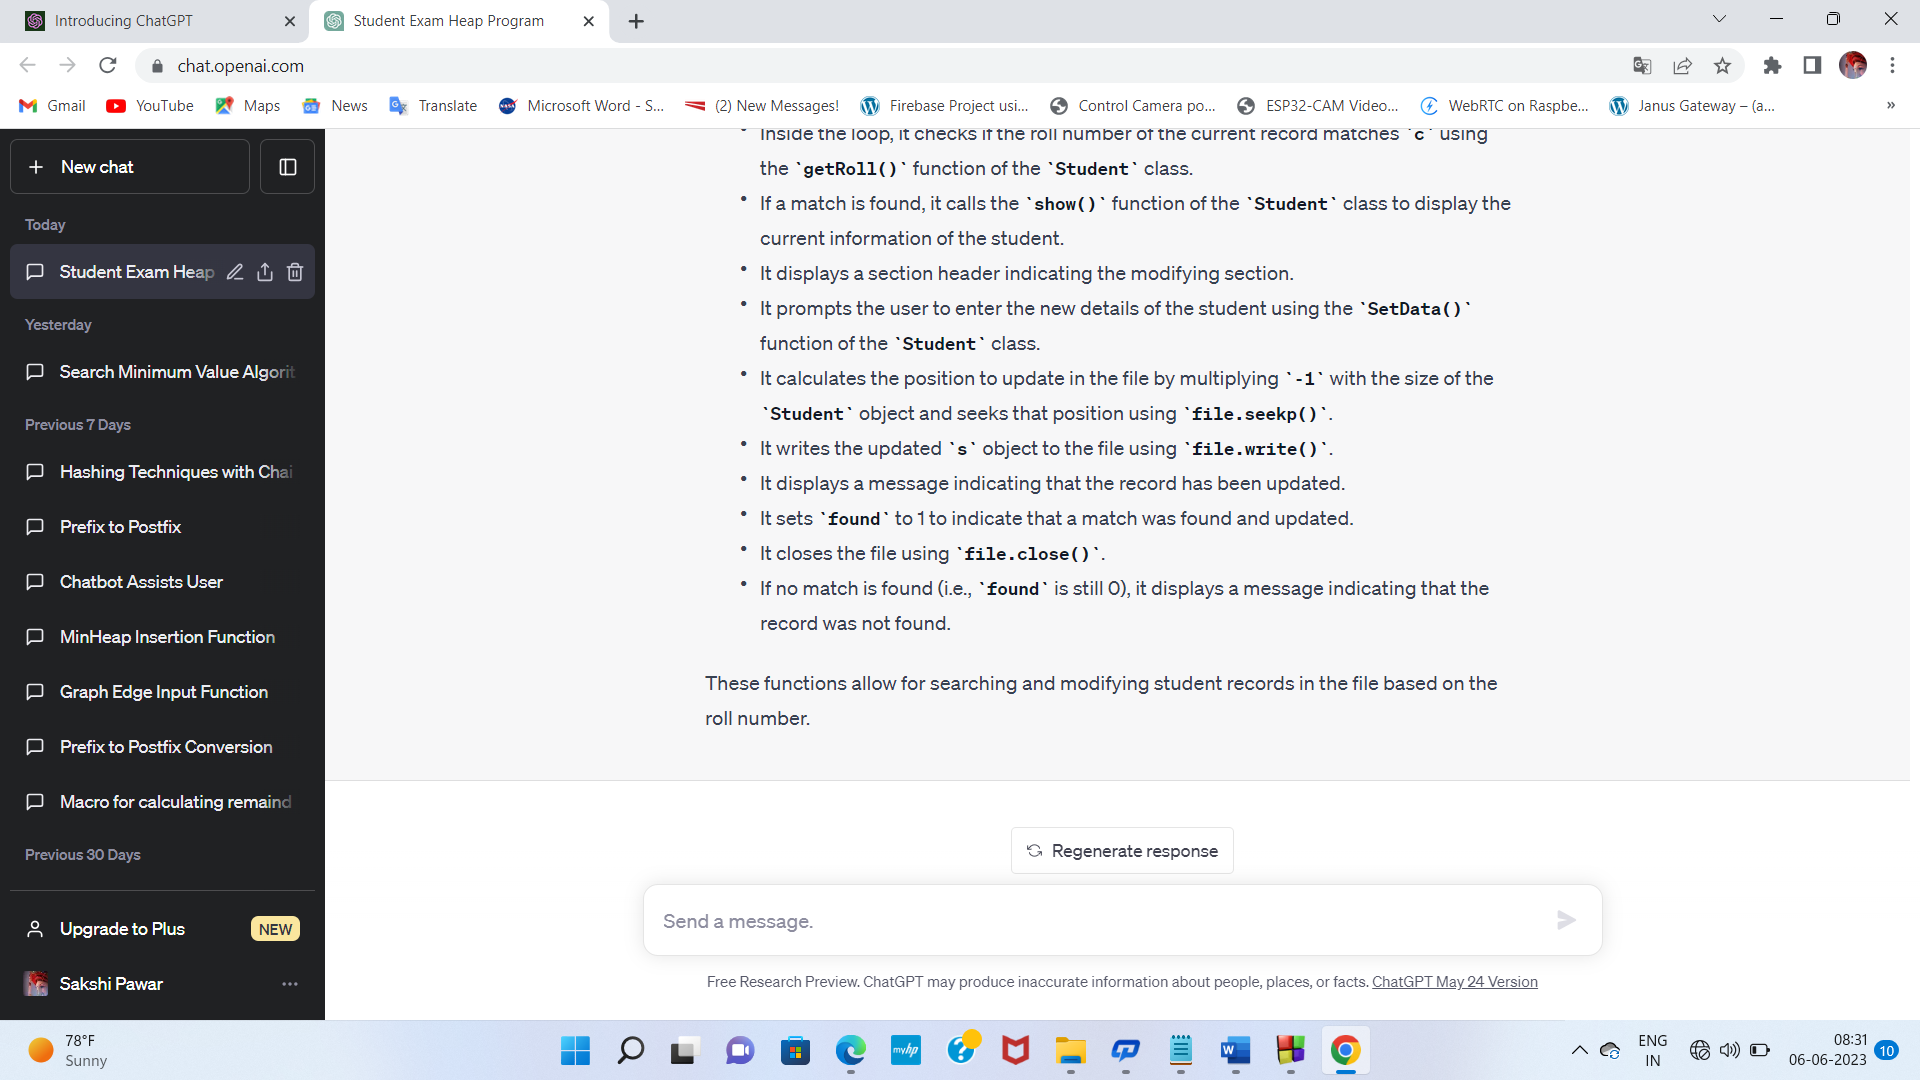 Introducing ChatGPT
Student Exam Heap Program
chat.openai.com
Gmail
YouTube
Maps
News
Translate
Microsoft Word - S...
(2) New Messages!
Firebase Project usi...
Control Camera po...
ESP32-CAM Video...
WebRTC on Raspbe...
Janus Gateway – (a...
»
New chat
Today
Student Exam Heap
Yesterday
Search Minimum Value Algorit
Previous 7 Days
Hashing Techniques with Chai
Prefix to Postfix
Chatbot Assists User
MinHeap Insertion Function
Graph Edge Input Function
Prefix to Postfix Conversion
Macro for calculating remaind
Previous 30 Days
Upgrade to Plus
NEW
Sakshi Pawar
Inside the loop, it checks if the roll number of the current record matches `c` using
the `getRoll()` function of the `Student` class.
If a match is found, it calls the `show()` function of the `Student` class to display the
current information of the student.
It displays a section header indicating the modifying section.
It prompts the user to enter the new details of the student using the `SetData()`
function of the `Student` class.
It calculates the position to update in the file by multiplying `-1` with the size of the
`Student` object and seeks that position using `file.seekp()`.
It writes the updated `s` object to the file using `file.write()`.
It displays a message indicating that the record has been updated.
It sets `found` to 1 to indicate that a match was found and updated.
It closes the file using `file.close()`.
If no match is found (i.e., `found` is still 0), it displays a message indicating that the
record was not found.
These functions allow for searching and modifying student records in the file based on the
roll number.
Regenerate response
Send a message.
Free Research Preview. ChatGPT may produce inaccurate information about people, places, or facts. ChatGPT May 24 Version
78°F
Sunny
myhp
ENG
IN
08:31
06-06-2023
10